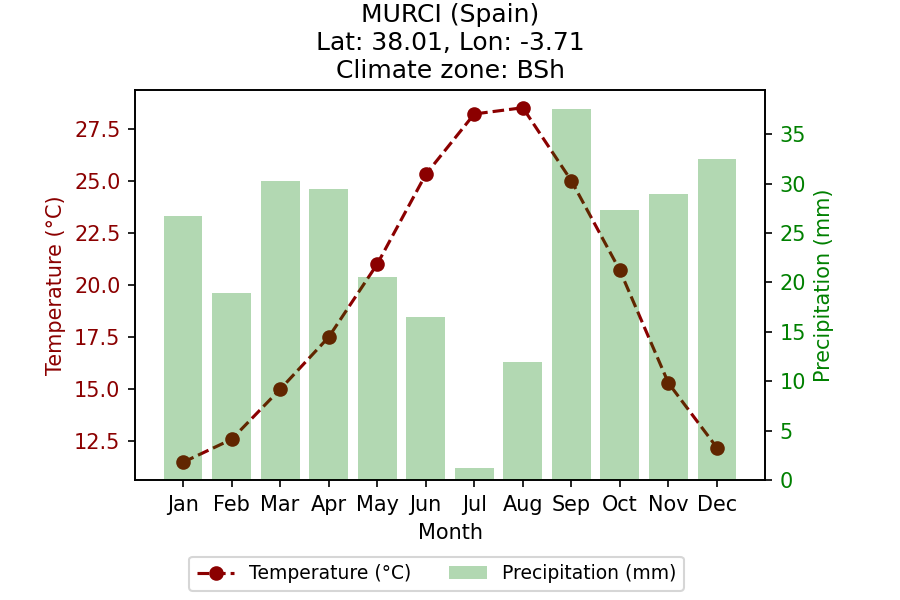 MURCI (Spain)
Lat: 38.01, Lon: -3.71
Climate zone: BSh
Temperature (°C)
27.5
25.0
22.5
20.0
17.5
15.0
12.5
35
30
25
20
15
10
5
0
Precipitation (mm)
Jan Feb Mar Apr May Jun Jul Aug Sep Oct Nov Dec
Month
Temperature (°C) Precipitation (mm)